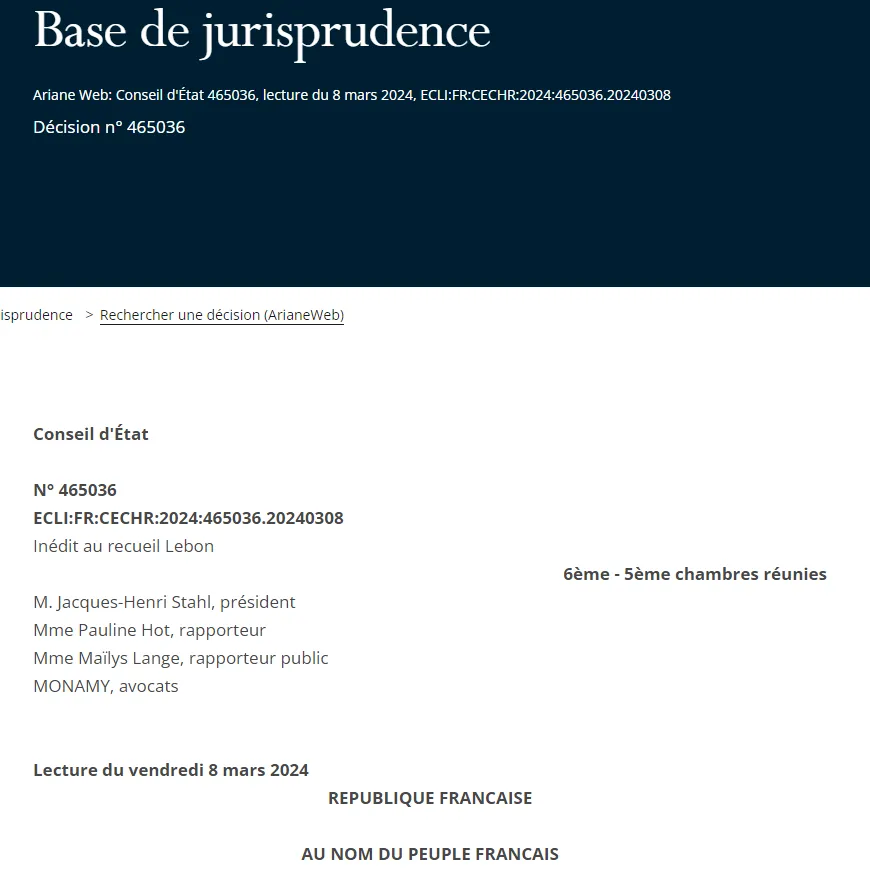 Base de jurisprudence
Ariane Web: Conseil d'État 465036, lecture du 8 mars 2024, ECLI:FR:CECHR:2024:465036.20240308
Décision n° 465036
isprudence > Rechercher une décision (ArianeWeb)
Conseil d'État
N° 465036
ECLI:FR:CECHR:2024:465036.20240308
Inédit au recueil Lebon
6ème - 5ème chambres réunies
M. Jacques-Henri Stahl, président
Mme Pauline Hot, rapporteur
Mme Maïlys Lange, rapporteur public
MONAMY, avocats
Lecture du vendredi 8 mars 2024
REPUBLIQUE FRANCAISE
AU NOM DU PEUPLE FRANCAIS